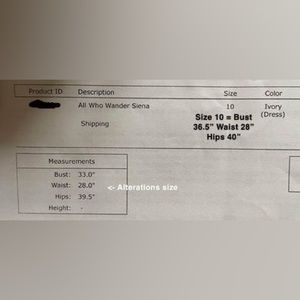 Product ID Description Size Color
All Who Wander Siena 10 Ivory
(Dress)
Shipping
Size 10 = Bust
36.5" Waist 28"
Hips 40"
Measurements
Bust: 33.0"
Waist: 28.0" <- Alterations size
Hips: 39.5"
Height: -